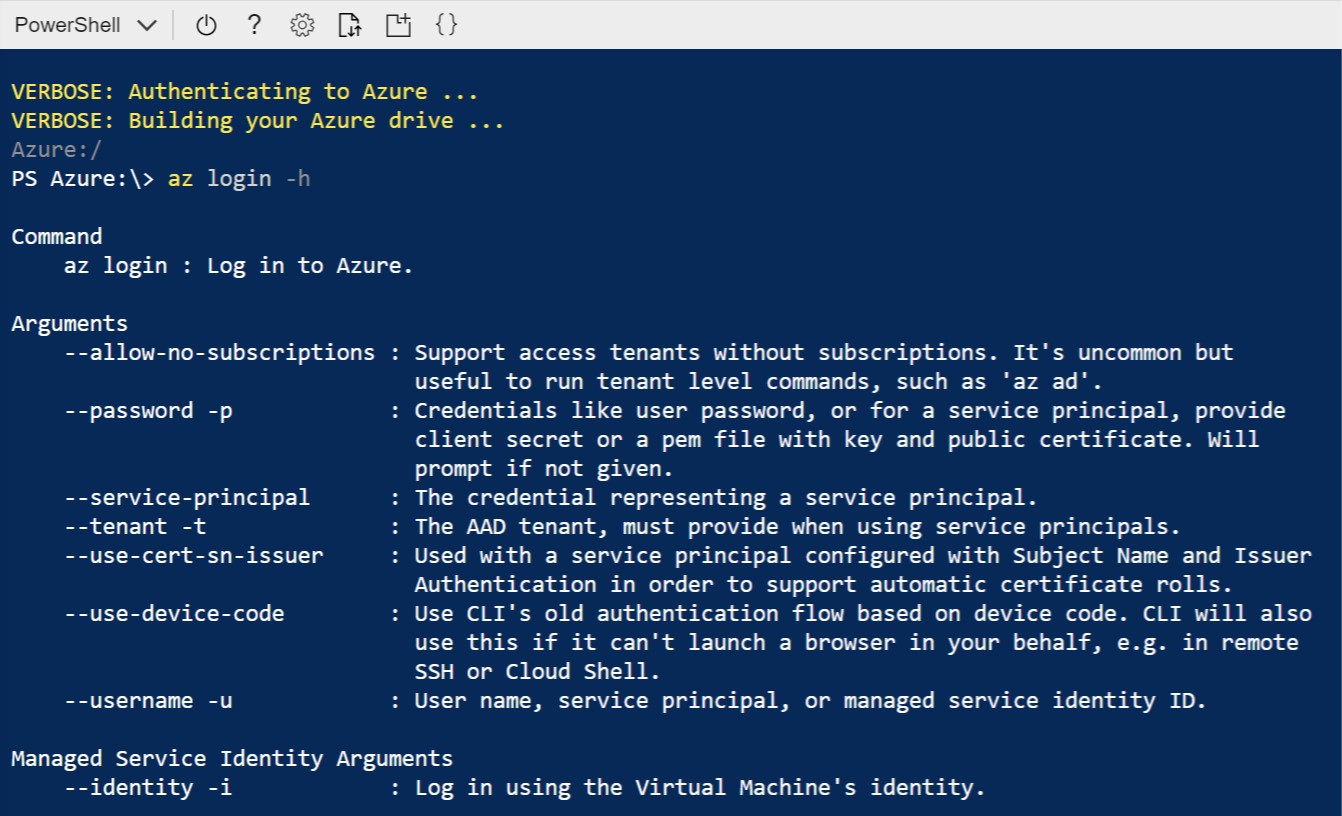 PowerShell
VERBOSE: Authenticating to Azure ...
VERBOSE: Building your Azure drive ...
Azure:/
PS Azure:\> az login -h
Command
    az login : Log in to Azure.
Arguments
    --allow-no-subscriptions : Support access tenants without subscriptions. It's uncommon but
                               useful to run tenant level commands, such as 'az ad'.
    --password -p            : Credentials like user password, or for a service principal, provide
                               client secret or a pem file with key and public certificate. Will
                               prompt if not given.
    --service-principal      : The credential representing a service principal.
    --tenant -t              : The AAD tenant, must provide when using service principals.
    --use-cert-sn-issuer     : Used with a service principal configured with Subject Name and Issuer
                               Authentication in order to support automatic certificate rolls.
    --use-device-code        : Use CLI's old authentication flow based on device code. CLI will also
                               use this if it can't launch a browser in your behalf, e.g. in remote
                               SSH or Cloud Shell.
    --username -u            : User name, service principal, or managed service identity ID.
Managed Service Identity Arguments
    --identity -i            : Log in using the Virtual Machine's identity.